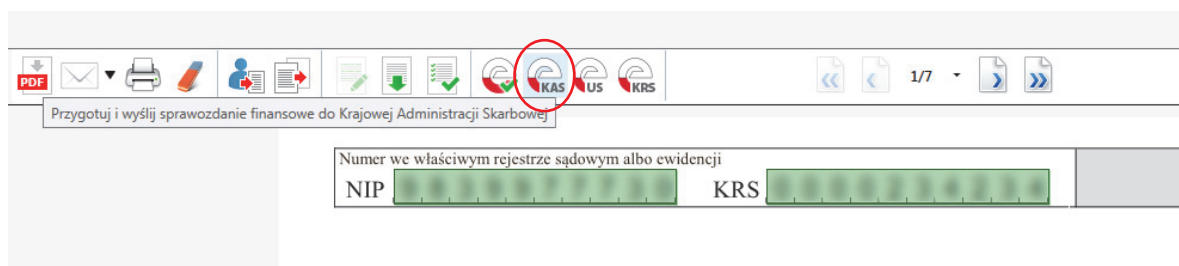 PDF KAS US KRS 1/7
Przygotuj i wyślij sprawozdanie finansowe do Krajowej Administracji Skarbowej
Numer we właściwym rejestrze sądowym albo ewidencji
NIP KRS